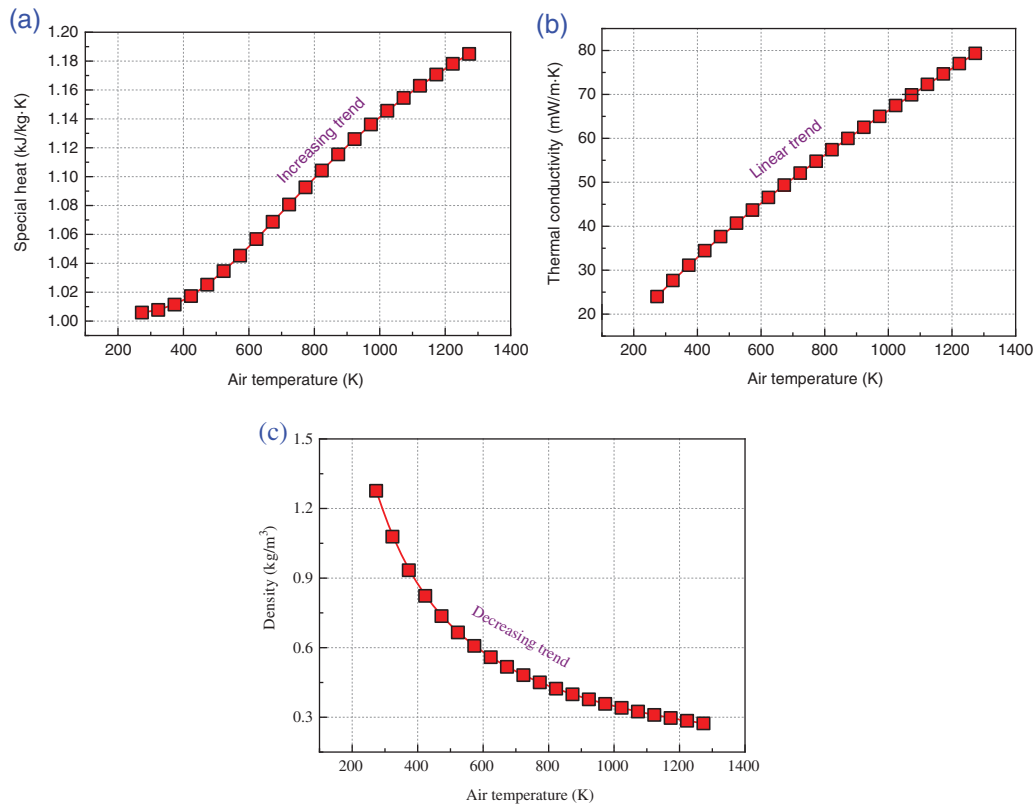 (a)
1.20
1.18
1.16
1.14
1.12
1.10
1.08
1.06
1.04
1.02
1.00
Special heat (kJ/kg·K)
Increasing trend
200 400 600 800 1000 1200 1400
Air temperature (K)
(b)
80
70
60
50
40
30
20
Thermal conductivity (mW/m·K)
Linear trend
200 400 600 800 1000 1200 1400
Air temperature (K)
(c)
1.5
1.2
0.9
0.6
0.3
Density (kg/m³)
Decreasing trend
200 400 600 800 1000 1200 1400
Air temperature (K)